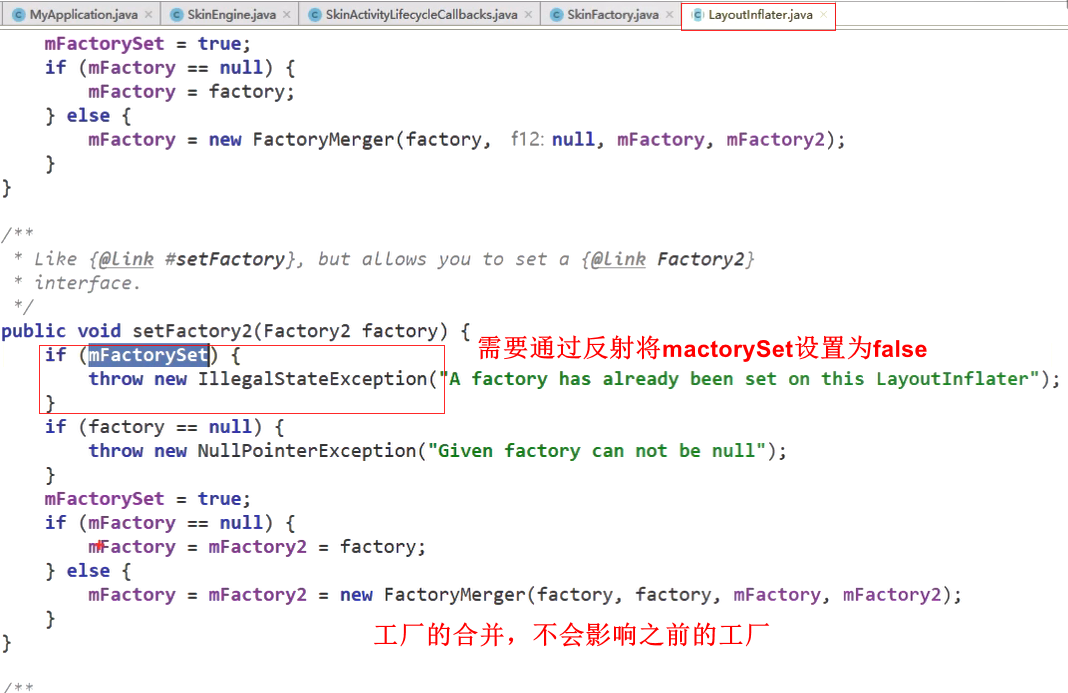 MyApplication.java × SkinEngine.java × SkinActivityLifecycleCallbacks.java × SkinFactory.java × LayoutInflater.java ×
mFactorySet = true;
if (mFactory == null) {
mFactory = factory;
} else {
mFactory = new FactoryMerger(factory, f12: null, mFactory, mFactory2);
}
}
/**
* Like {@link #setFactory}, but allows you to set a {@link Factory2}
* interface.
*/
public void setFactory2(Factory2 factory) {
if (mFactorySet) { 需要通过反射将mactorySet设置为false
throw new IllegalStateException("A factory has already been set on this LayoutInflater");
}
if (factory == null) {
throw new NullPointerException("Given factory can not be null");
}
mFactorySet = true;
if (mFactory == null) {
mFactory = mFactory2 = factory;
} else {
mFactory = mFactory2 = new FactoryMerger(factory, factory, mFactory, mFactory2);
}
工厂的合并，不会影响之前的工厂
}
/**